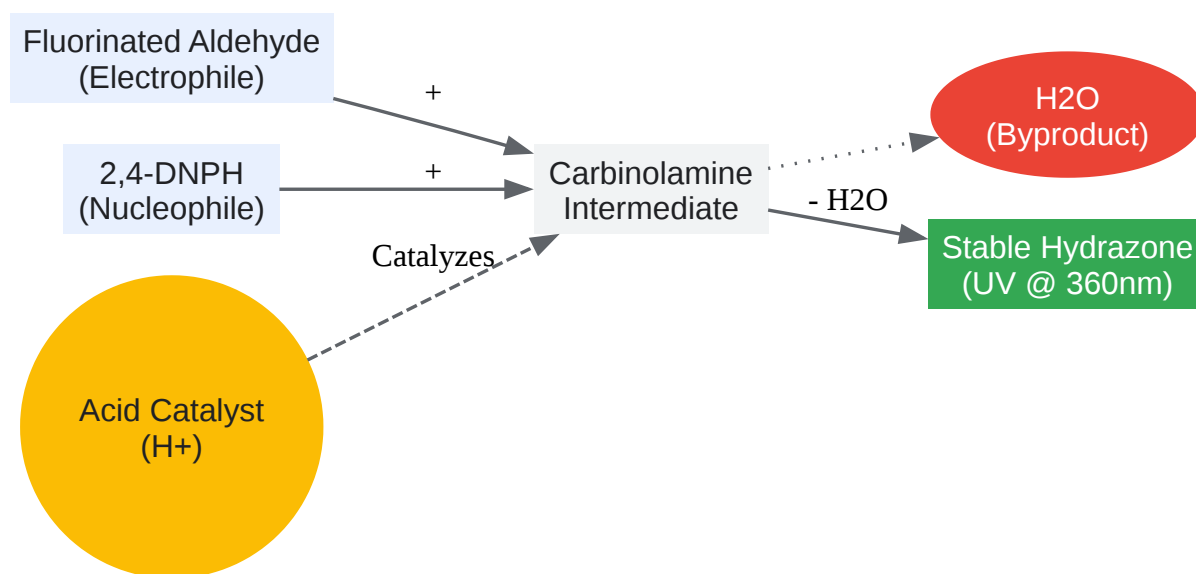 Fluorinated Aldehyde
(Electrophile)
+
2,4-DNPH
(Nucleophile)
+
Catalyzes
Acid Catalyst
(H+)
Carbinolamine
Intermediate
H2O
(Byproduct)
- H2O
Stable Hydrazone
(UV @ 360nm)